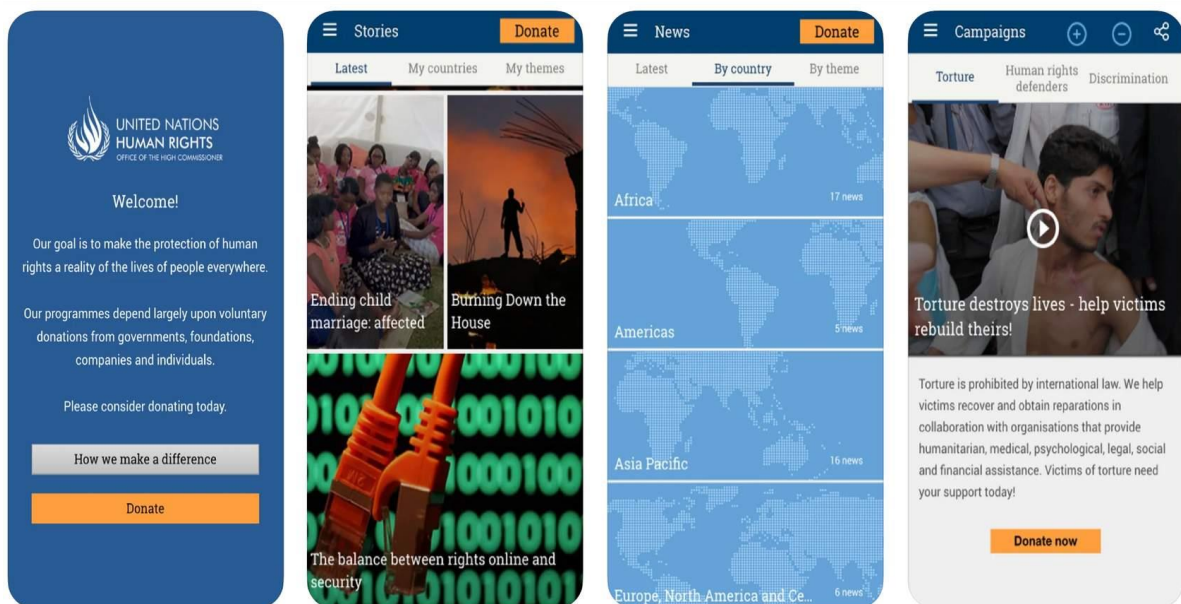 UNITED NATIONS
HUMAN RIGHTS
OFFICE OF THE HIGH COMMISSIONER
Welcome!
Our goal is to make the protection of human
rights a reality of the lives of people everywhere.
Our programmes depend largely upon voluntary
donations from governments, foundations,
companies and individuals.
Please consider donating today.
How we make a difference
Donate
Stories
Donate
Latest
My countries
My themes
Ending child
marriage: affected
Burning Down the
House
The balance between rights online and
security
News
Donate
Latest
By country
By theme
Africa
17 news
Americas
5 news
Asia Pacific
16 news
Europe, North America and Ce...
6 news
Campaigns
Torture
Human rights
defenders
Discrimination
Torture destroys lives - help victims
rebuild theirs!
Torture is prohibited by international law. We help
victims recover and obtain reparations in
collaboration with organisations that provide
humanitarian, medical, psychological, legal, social
and financial assistance. Victims of torture need
your support today!
Donate now